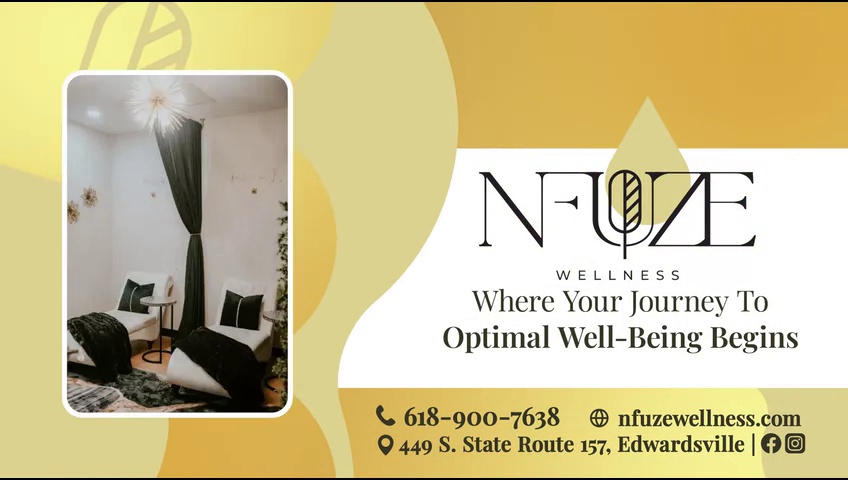 NFUZE
WELLNESS
Where Your Journey To
Optimal Well-Being Begins
618-900-7638 nfuzewellness.com
449 S. State Route 157, Edwardsville |